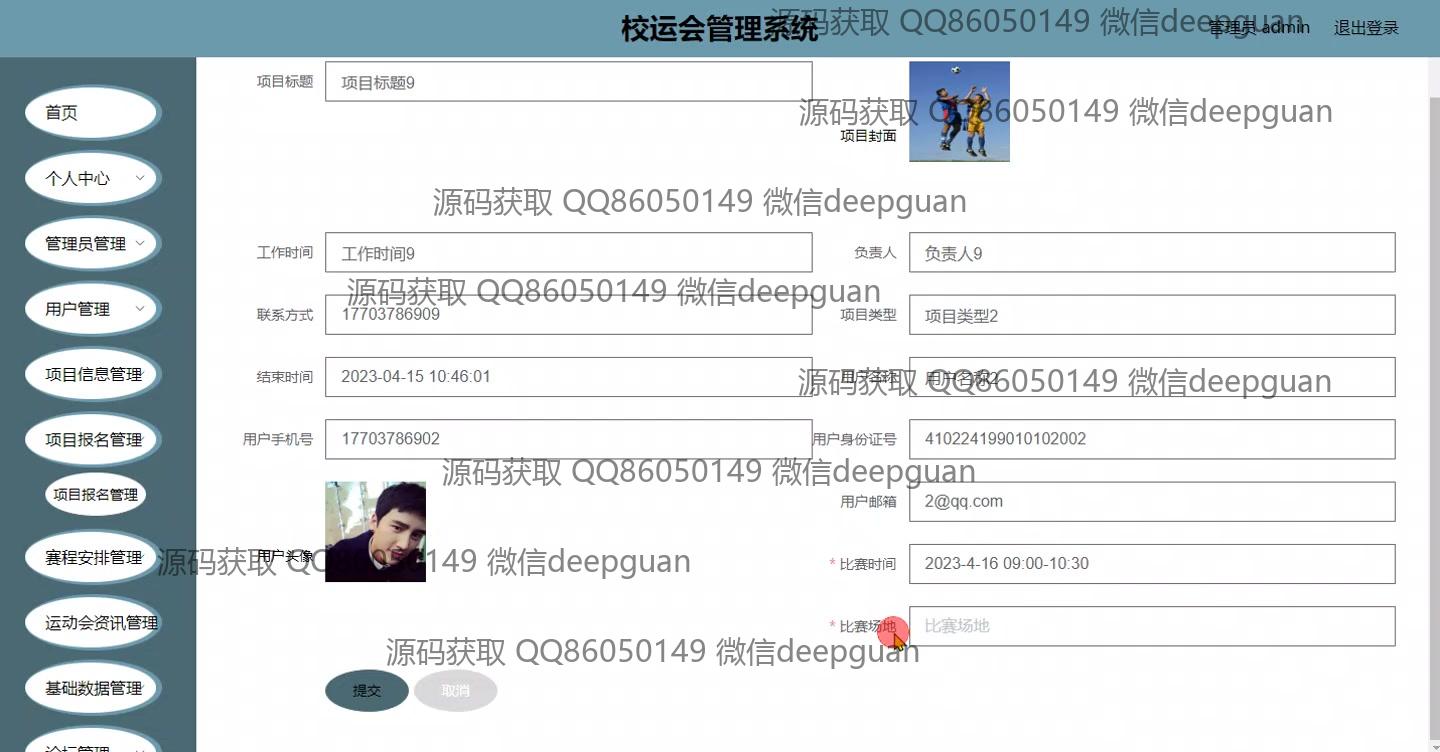 校运会管理系统
管理员 admin
退出登录
源码获取 QQ86050149 微信deepguan
首页
个人中心
管理员管理
用户管理
项目信息管理
项目报名管理
项目报名管理
赛程安排管理
运动会资讯管理
基础数据管理
论坛管理
项目标题
项目标题9
源码获取 QQ86050149 微信deepguan
项目封面
源码获取 QQ86050149 微信deepguan
工作时间
工作时间9
负责人
负责人9
源码获取 QQ86050149 微信deepguan
联系方式
17703786909
项目类型
项目类型2
结束时间
2023-04-15 10:46:01
用户名称
用户名称2
源码获取 QQ86050149 微信deepguan
用户手机号
17703786902
用户身份证号
410224199010102002
源码获取 QQ86050149 微信deepguan
用户邮箱
2@qq.com
用户头像
源码获取 QQ86050149 微信deepguan
* 比赛时间
2023-4-16 09:00-10:30
* 比赛场地
比赛场地
源码获取 QQ86050149 微信deepguan
提交
取消